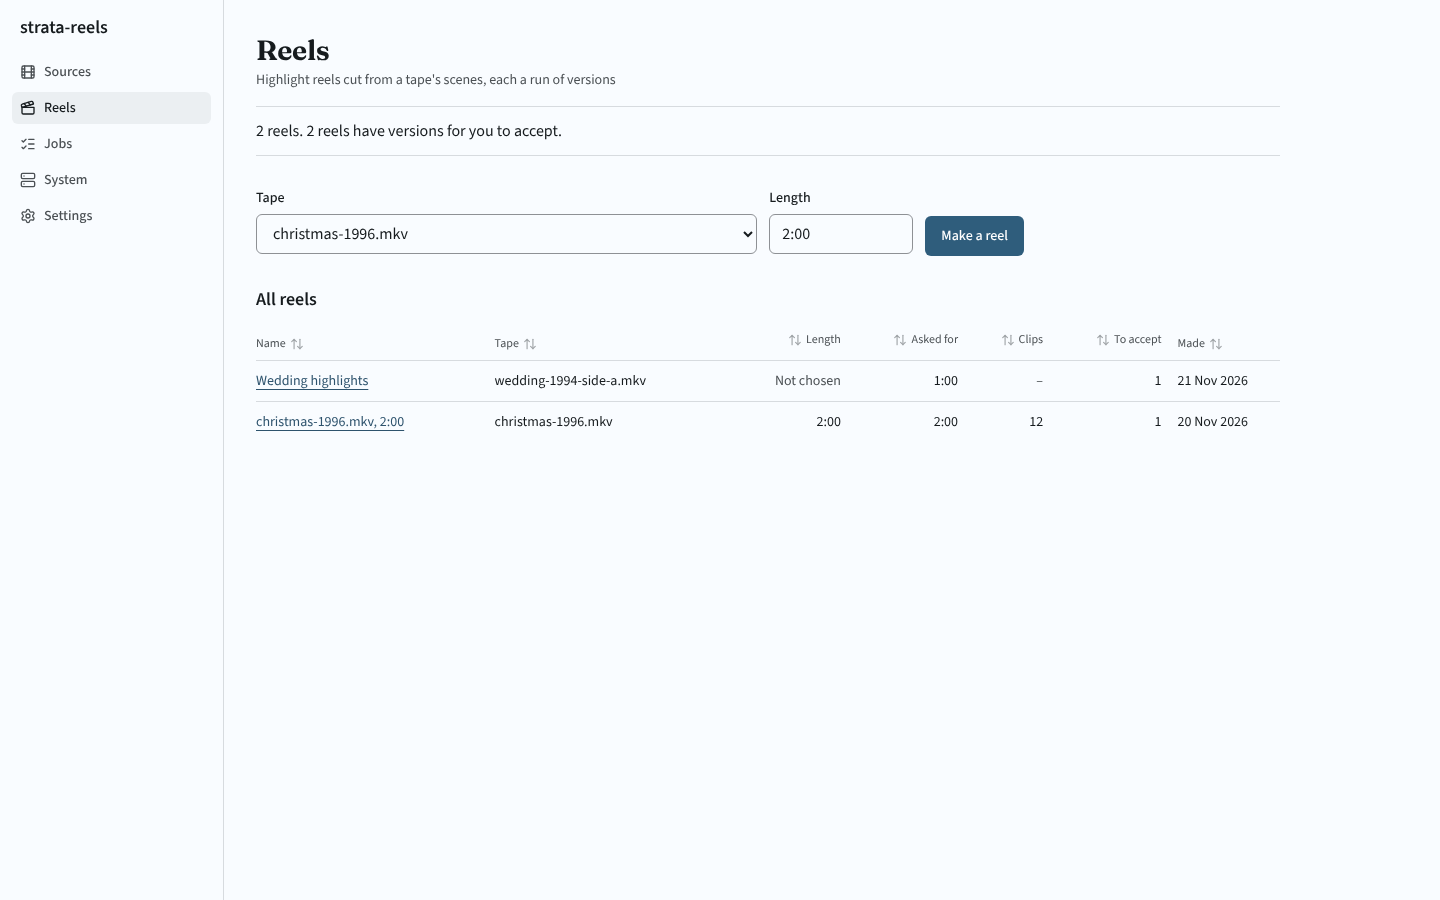 strata-reels
Sources
Reels
Jobs
System
Settings
Reels
Highlight reels cut from a tape's scenes, each a run of versions
2 reels. 2 reels have versions for you to accept.
Tape Length
christmas-1996.mkv 2:00 Make a reel
All reels
Name Tape Length Asked for Clips To accept Made
Wedding highlights wedding-1994-side-a.mkv Not chosen 1:00 – 1 21 Nov 2026
christmas-1996.mkv, 2:00 christmas-1996.mkv 2:00 2:00 12 1 20 Nov 2026